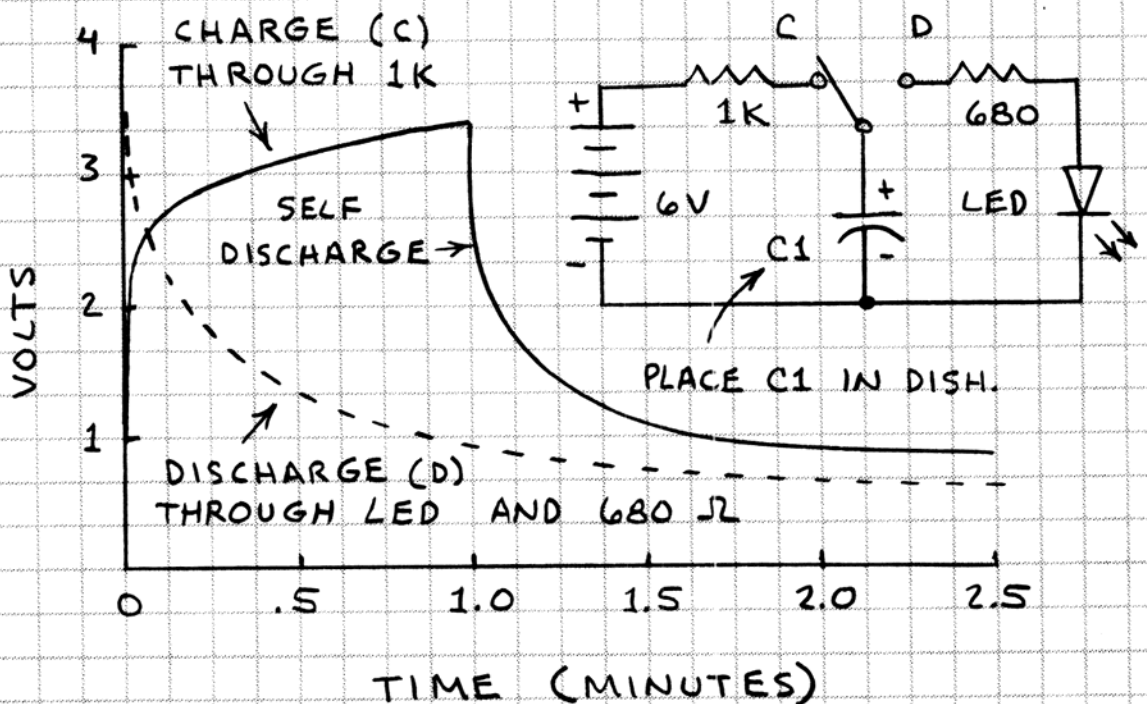 CHARGE (C)
THROUGH 1K
C D
+ 1K 680
6V
+
LED
C1
-
-
SELF
DISCHARGE
PLACE C1 IN DISH.
DISCHARGE (D)
THROUGH LED AND 680 Ω
VOLTS
4
3
2
1
0 .5 1.0 1.5 2.0 2.5
TIME (MINUTES)